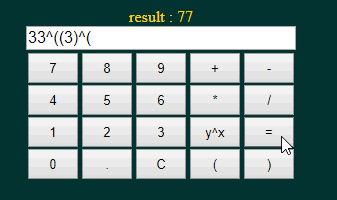 result : 77
33^((3)^(
7 8 9 + -
4 5 6 * /
1 2 3 y^x =
0 . C ( )